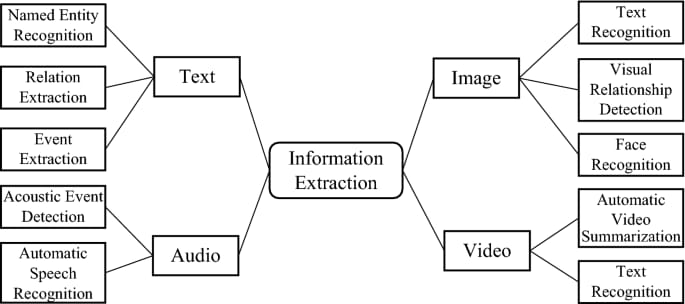 Named Entity
Recognition
Relation
Extraction
Event
Extraction
Text
Acoustic Event
Detection
Automatic
Speech
Recognition
Audio
Information
Extraction
Image
Text
Recognition
Visual
Relationship
Detection
Face
Recognition
Video
Automatic
Video
Summarization
Text
Recognition